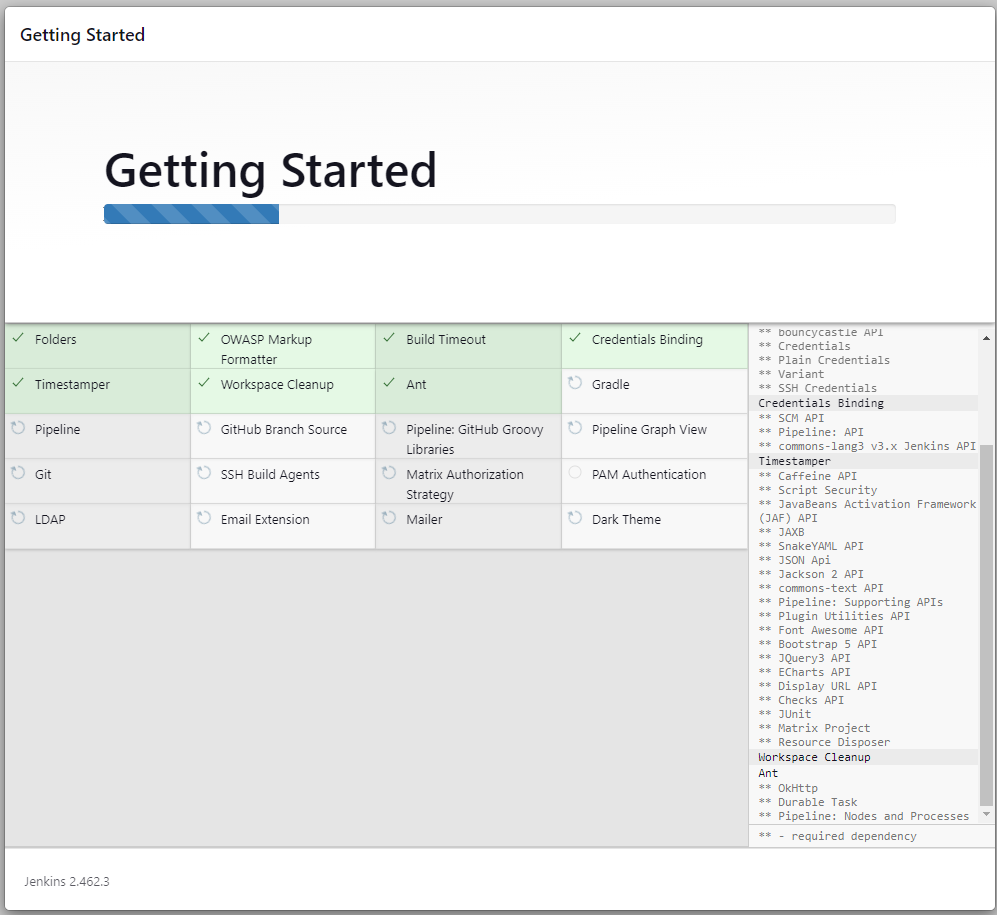 Getting Started
Getting Started
Folders
OWASP Markup
Formatter
Build Timeout
Credentials Binding
Timestamper
Workspace Cleanup
Ant
Gradle
Pipeline
GitHub Branch Source
Pipeline: GitHub Groovy
Libraries
Pipeline Graph View
Git
SSH Build Agents
Matrix Authorization
Strategy
PAM Authentication
LDAP
Email Extension
Mailer
Dark Theme
** bouncycastle API
** Credentials
** Plain Credentials
** Variant
** SSH Credentials
Credentials Binding
** SCM API
** Pipeline: API
** commons-lang3 v3.x Jenkins API
Timestamper
** Caffeine API
** Script Security
** JavaBeans Activation Framework
(JAF) API
** JAXB
** SnakeYAML API
** JSON Api
** Jackson 2 API
** commons-text API
** Pipeline: Supporting APIs
** Plugin Utilities API
** Font Awesome API
** Bootstrap 5 API
** JQuery3 API
** ECharts API
** Display URL API
** Checks API
** JUnit
** Matrix Project
** Resource Disposer
Workspace Cleanup
Ant
** OkHttp
** Durable Task
** Pipeline: Nodes and Processes
** - required dependency
Jenkins 2.462.3